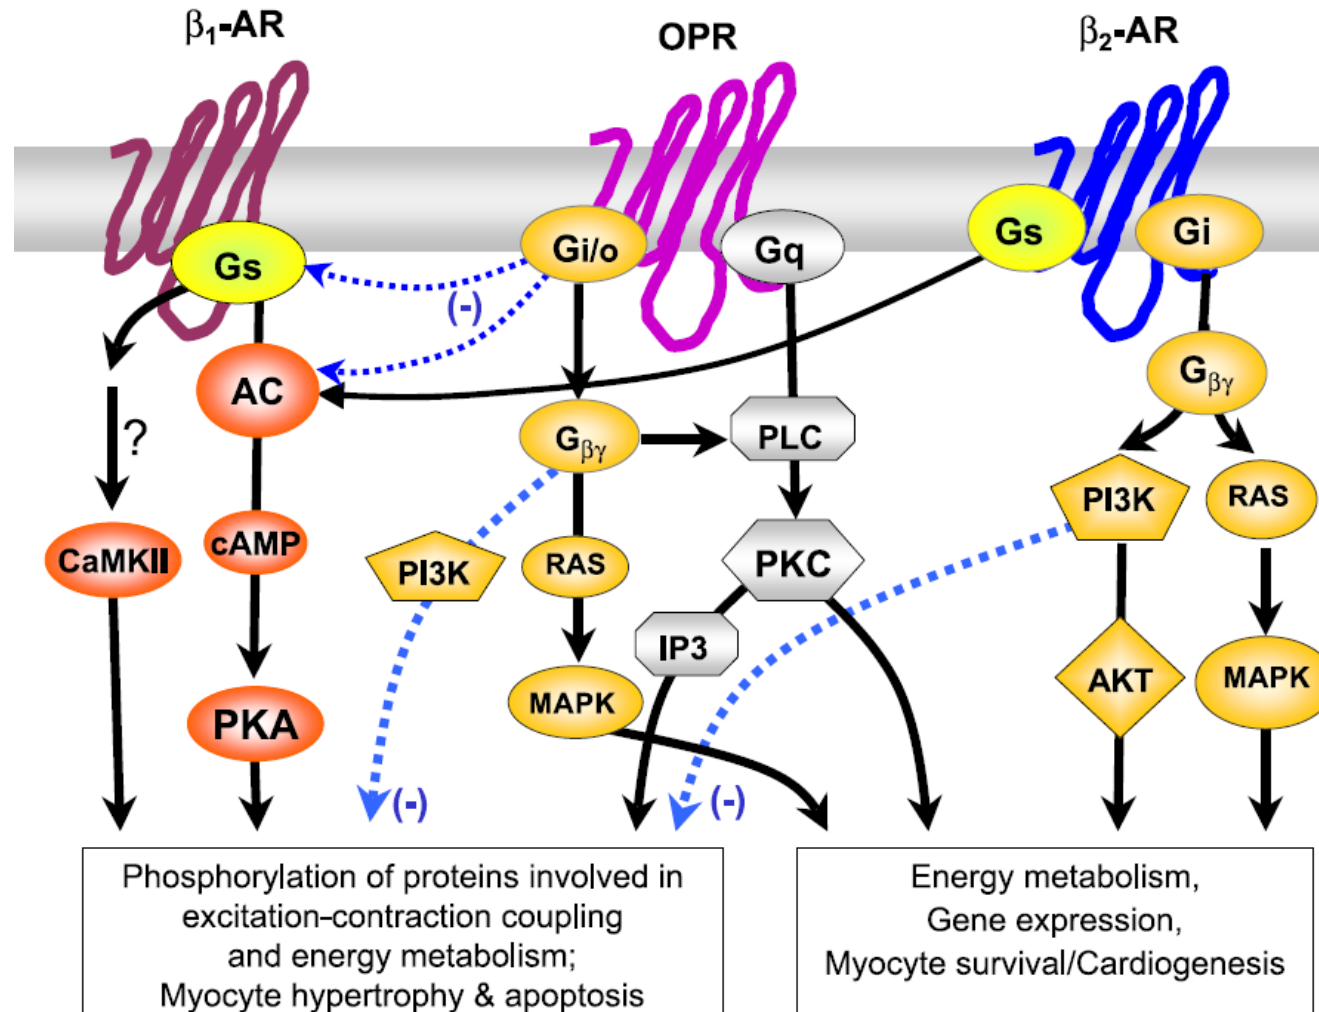 β₁-AR
OPR
β₂-AR
Gs
Gi/o
Gq
Gs
Gi
(-)
AC
Gβγ
PLC
Gβγ
?
CaMKII
cAMP
PI3K
RAS
PKC
PI3K
RAS
IP3
PKA
MAPK
AKT
MAPK
(-)
(-)
Phosphorylation of proteins involved in
excitation-contraction coupling
and energy metabolism;
Myocyte hypertrophy & apoptosis
Energy metabolism,
Gene expression,
Myocyte survival/Cardiogenesis